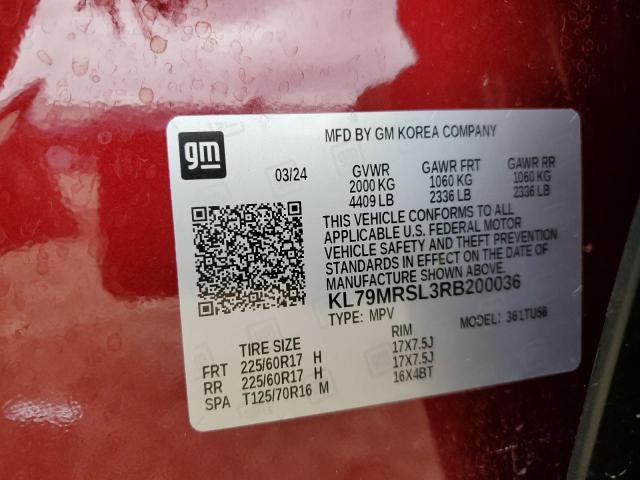 gm
MFD BY GM KOREA COMPANY
03/24
GVWR GAWR FRT GAWR RR
2000 KG 1060 KG 1060 KG
4409 LB 2336 LB 2336 LB
THIS VEHICLE CONFORMS TO ALL
APPLICABLE U.S. FEDERAL MOTOR
VEHICLE SAFETY AND THEFT PREVENTION
STANDARDS IN EFFECT ON THE DATE OF
MANUFACTURE SHOWN ABOVE.
KL79MRSL3RB200036
TYPE: MPV MODEL: 361TU56
TIRE SIZE RIM
FRT 225/60R17 H 17X7.5J
RR 225/60R17 H 17X7.5J
SPA T125/70R16 M 16X4BT